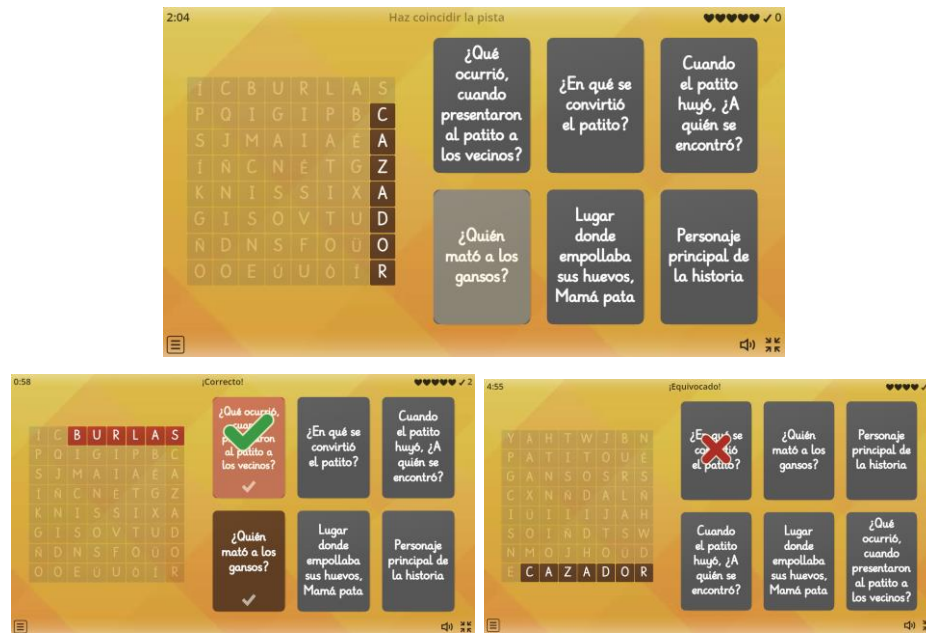 2:04
Haz coincidir la pista
0
I C B U R L A S
P Q I G I P B C
S J M A I A É A
Í Ñ C N É T G Z
K N I S S I X A
G I S O V T U D
Ñ D N S F O Ü O
O O E Ú U Ó Í R
¿Qué
ocurrió,
cuando
presentaron
al patito a
los vecinos?
¿En qué se
convirtió
el patito?
Cuando
el patito
huyó, ¿A
quién se
encontró?
¿Quién
mató a los
gansos?
Lugar
donde
empollaba
sus huevos,
Mamá pata
Personaje
principal de
la historia
0:58
¡Correcto!
2
I C B U R L A S
P Q I G I P B C
S J M A I A É A
Í Ñ C N É T G Z
K N I S S I X A
G I S O V T U D
Ñ D N S F O Ü O
O O E Ú U Ó Í R
¿Qué ocurrió,
cuando
presentaron
al patito a
los vecinos?
¿En qué se
convirtió
el patito?
Cuando
el patito
huyó, ¿A
quién se
encontró?
¿Quién
mató a los
gansos?
Lugar
donde
empollaba
sus huevos,
Mamá pata
Personaje
principal de
la historia
4:55
¡Equivocado!
P A T I T O U E
G A N S O S R S
N M O J H O Ü D
E C A Z A D O R
¿En qué se
convirtió
el patito?
¿Quién
mató a los
gansos?
Personaje
principal de
la historia
Cuando
el patito
huyó, ¿A
quién se
encontró?
Lugar
donde
empollaba
sus huevos,
Mamá pata
¿Qué
ocurrió,
cuando
presentaron
al patito a
los vecinos?